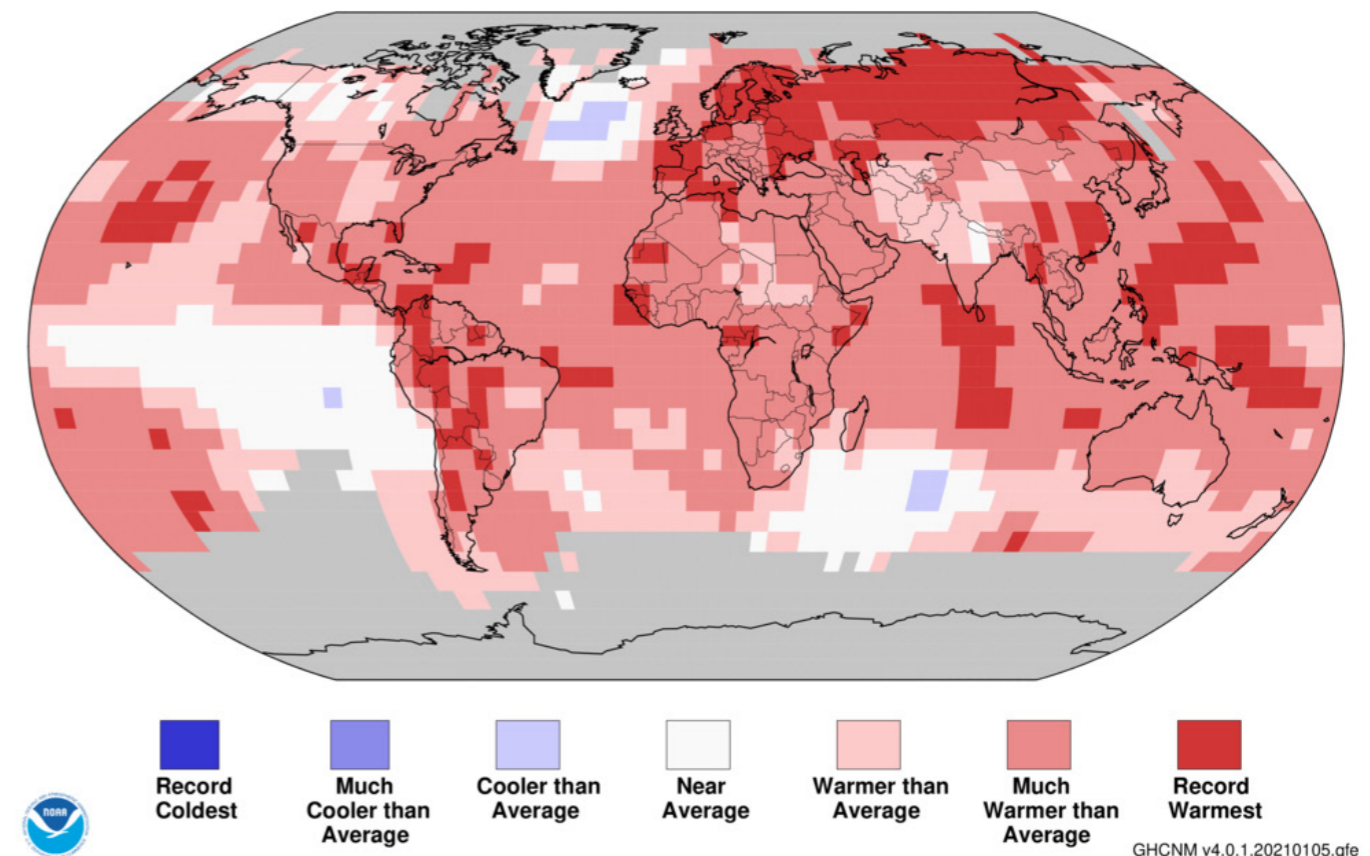 Record
Coldest
Much
Cooler than
Average
Cooler than
Average
Near
Average
Warmer than
Average
Much
Warmer than
Average
Record
Warmest
NOAA
GHCNM v4.0.1.20210105.qfe